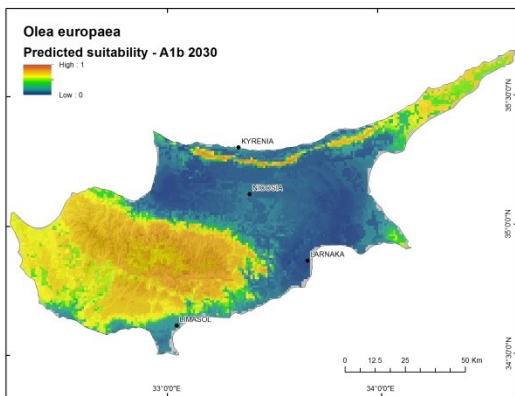 Olea europaea
Predicted suitability - A1b 2030
High : 1
Low : 0
KYRENIA
NICOSIA
LARNAKA
LIMASOL
35°30'0"N
35°0'0"N
34°30'0"N
0 12.5 25 50 Km
33°0'0"E 34°0'0"E